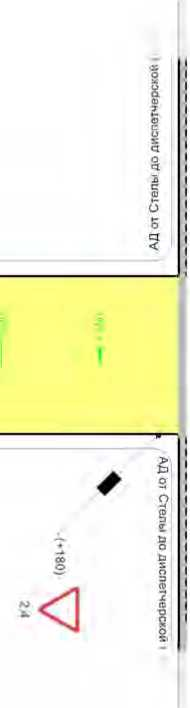 АД от Стелы до диспетчерской (
АД от Стелы до диспетчерской (
(+180)
2,4